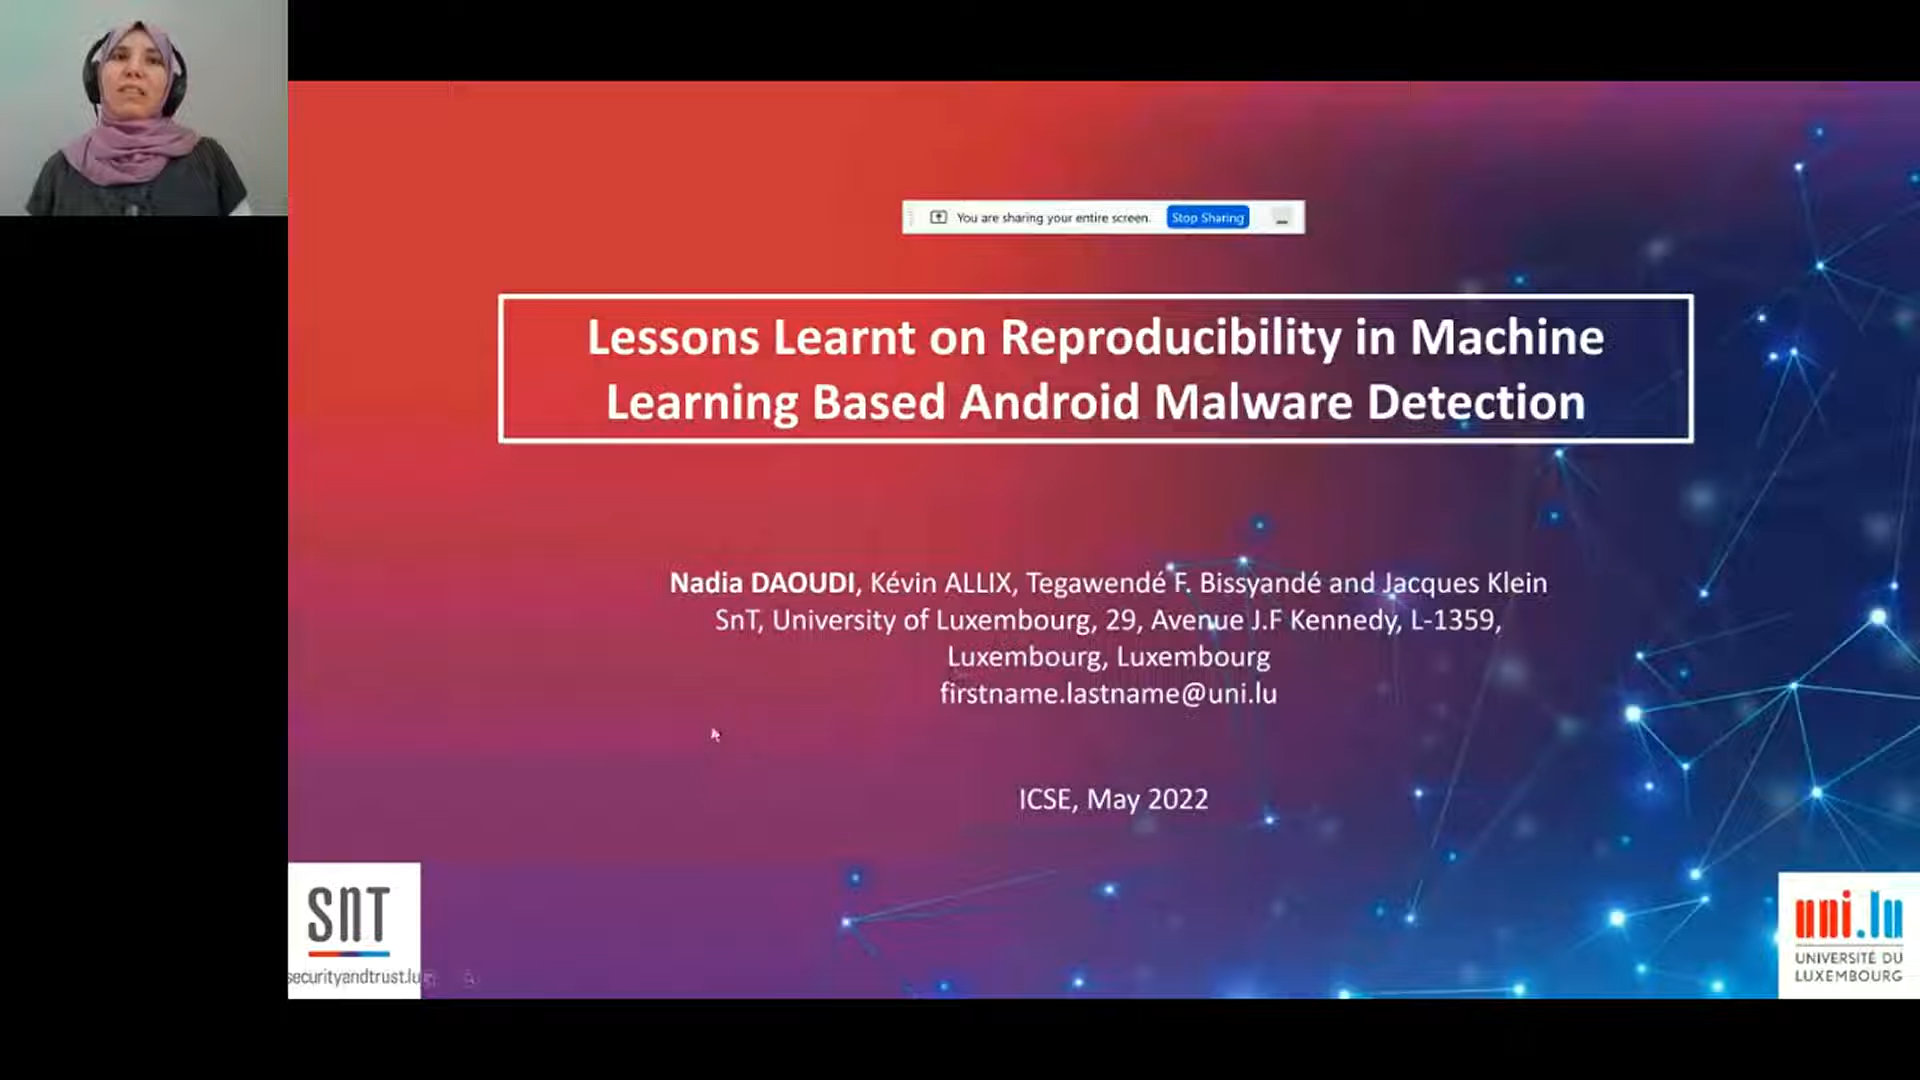 You are sharing your entire screen. Stop Sharing
Lessons Learnt on Reproducibility in Machine
Learning Based Android Malware Detection
Nadia DAOUDI, Kévin ALLIX, Tegawendé F. Bissyandé and Jacques Klein
SnT, University of Luxembourg, 29, Avenue J.F Kennedy, L-1359,
Luxembourg, Luxembourg
firstname.lastname@uni.lu
ICSE, May 2022
SnT
securityandtrust.lu
uni.lu
UNIVERSITÉ DU
LUXEMBOURG